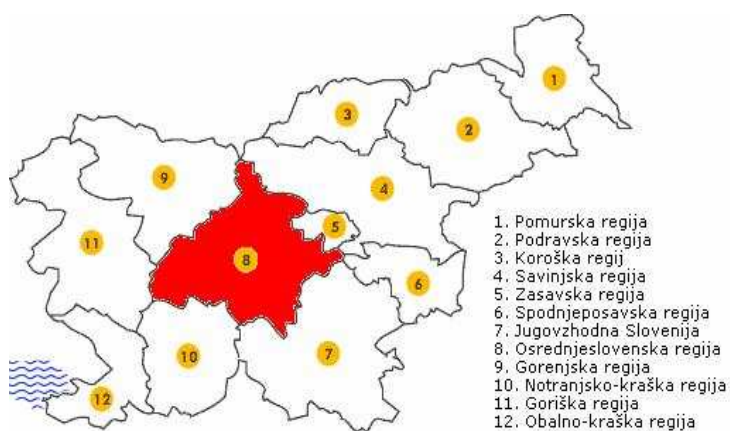 1
2
3
4
5
6
7
8
9
10
11
12
1. Pomurska regija
2. Podravska regija
3. Koroška regij
4. Savinjska regija
5. Zasavska regija
6. Spodnjeposavska regija
7. Jugovzhodna Slovenija
8. Osrednjeslovenska regija
9. Gorenjska regija
10. Notranjsko-kraška regija
11. Goriška regija
12. Obalno-kraška regija